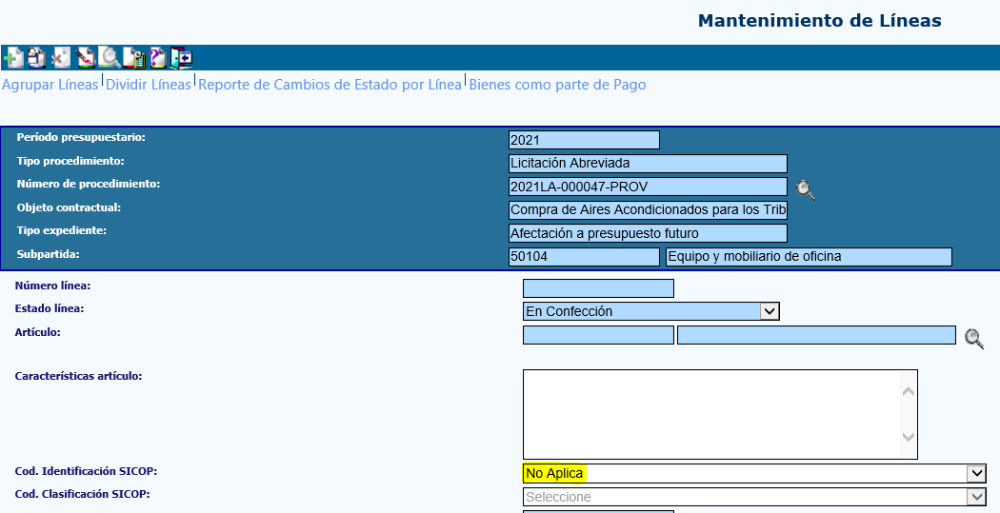 Mantenimiento de Líneas
Agrupar Líneas Dividir Líneas Reporte de Cambios de Estado por Línea Bienes como parte de Pago
Período presupuestario: 2021
Tipo procedimiento: Licitación Abreviada
Número de procedimiento: 2021LA-000047-PROV
Objeto contractual: Compra de Aires Acondicionados para los Trib
Tipo expediente: Afectación a presupuesto futuro
Subpartida: 50104 Equipo y mobiliario de oficina
Número línea:
Estado línea: En Confección
Artículo:
Características artículo:
Cod. Identificación SICOP: No Aplica
Cod. Clasificación SICOP: Seleccione